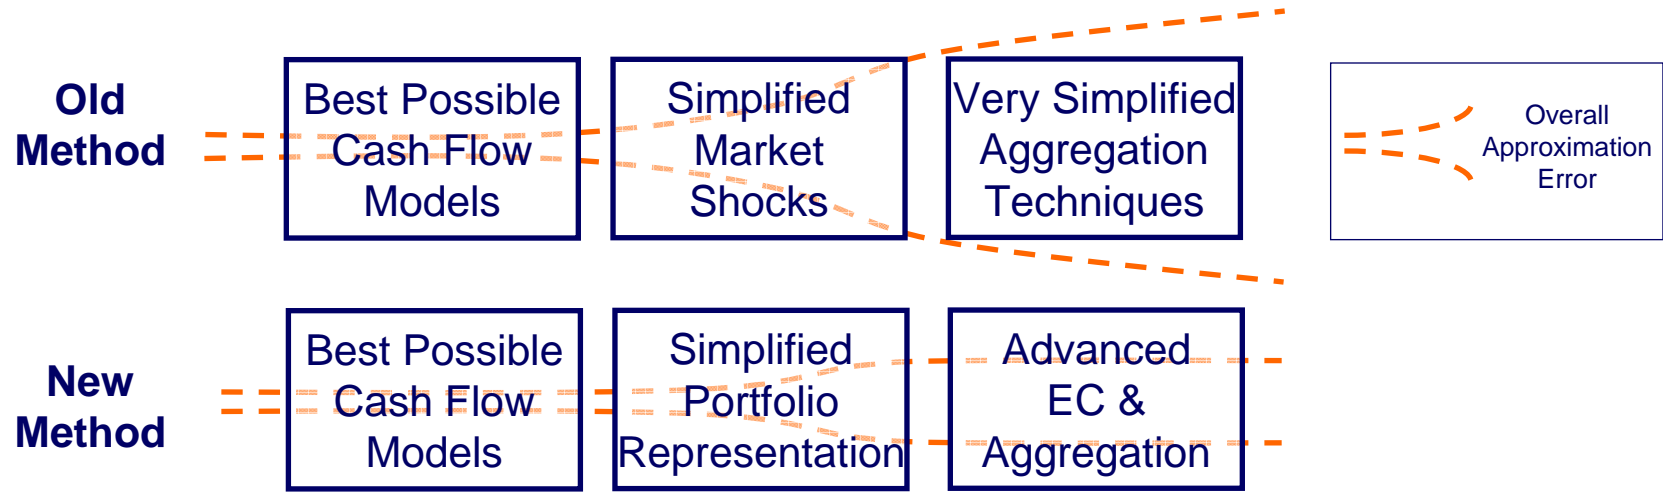 Old
Method
Best Possible
Cash Flow
Models
Simplified
Market
Shocks
Very Simplified
Aggregation
Techniques
Overall
Approximation
Error
New
Method
Best Possible
Cash Flow
Models
Simplified
Portfolio
Representation
Advanced
EC &
Aggregation